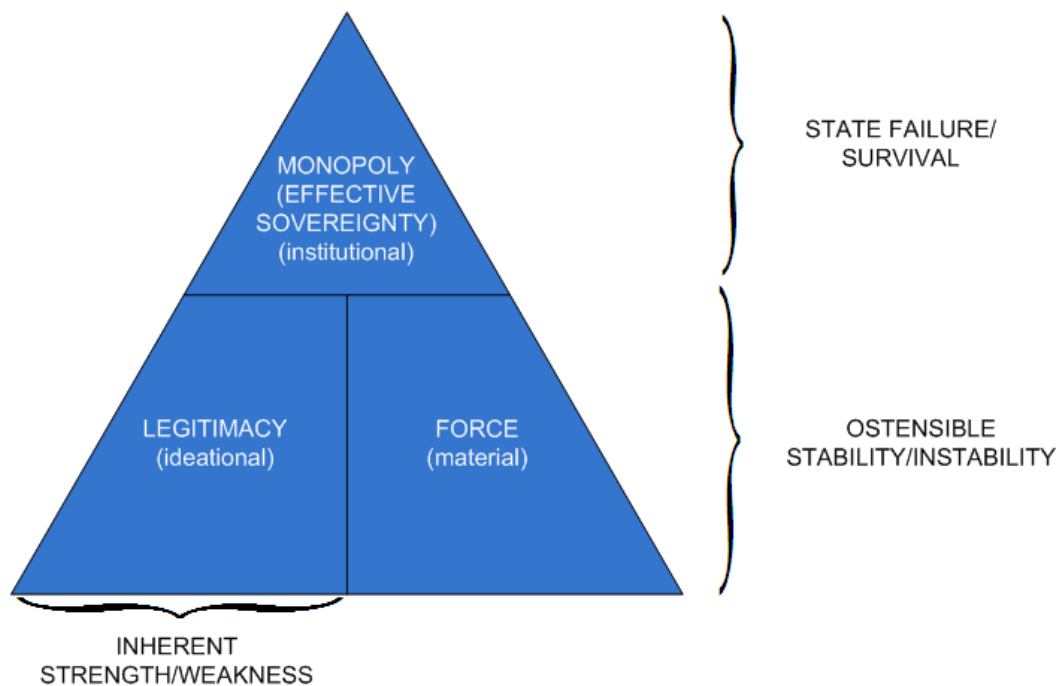 MONOPOLY
(EFFECTIVE
SOVEREIGNTY)
(institutional)
STATE FAILURE/
SURVIVAL
LEGITIMACY
(ideational)
FORCE
(material)
OSTENSIBLE
STABILITY/INSTABILITY
INHERENT
STRENGTH/WEAKNESS